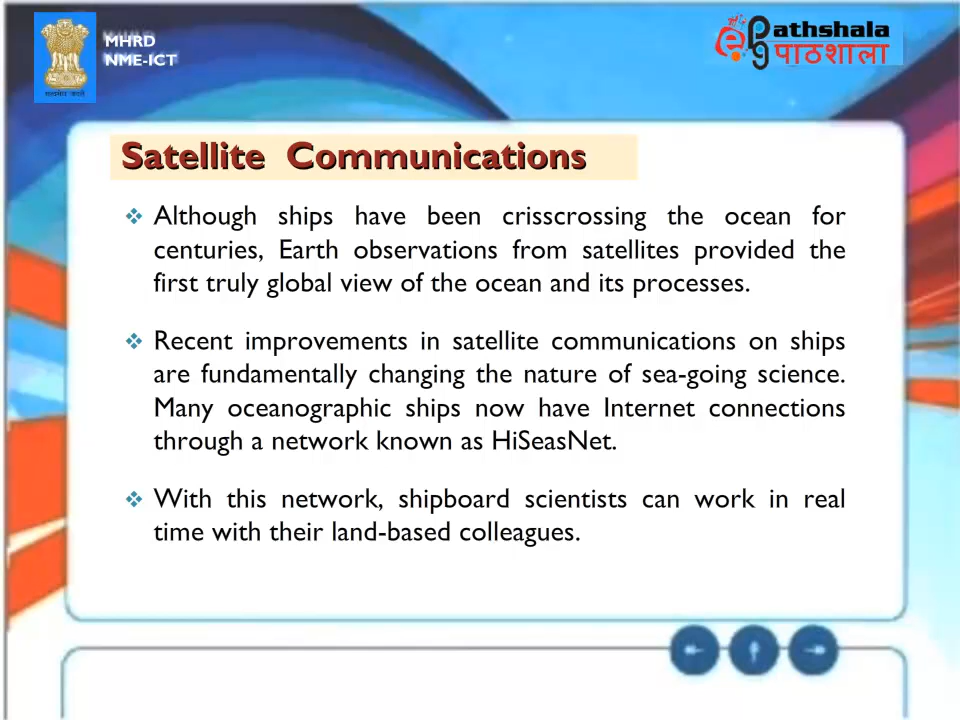 MHRD
NME-ICT
Pathshala
पाठशाला
Satellite Communications
Although ships have been crisscrossing the ocean for
centuries, Earth observations from satellites provided the
first truly global view of the ocean and its processes.
Recent improvements in satellite communications on ships
are fundamentally changing the nature of sea-going science.
Many oceanographic ships now have Internet connections
through a network known as HiSeasNet.
With this network, shipboard scientists can work in real
time with their land-based colleagues.